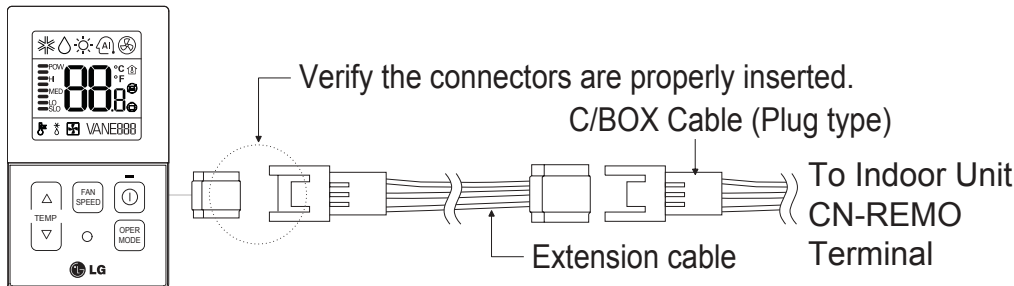 POW
HI
MED
LO
SLO
88.8
°C
°F
AI
VANE888
TEMP
FAN
SPEED
OPER
MODE
LG
Verify the connectors are properly inserted.
C/BOX Cable (Plug type)
To Indoor Unit
CN-REMO
Terminal
Extension cable